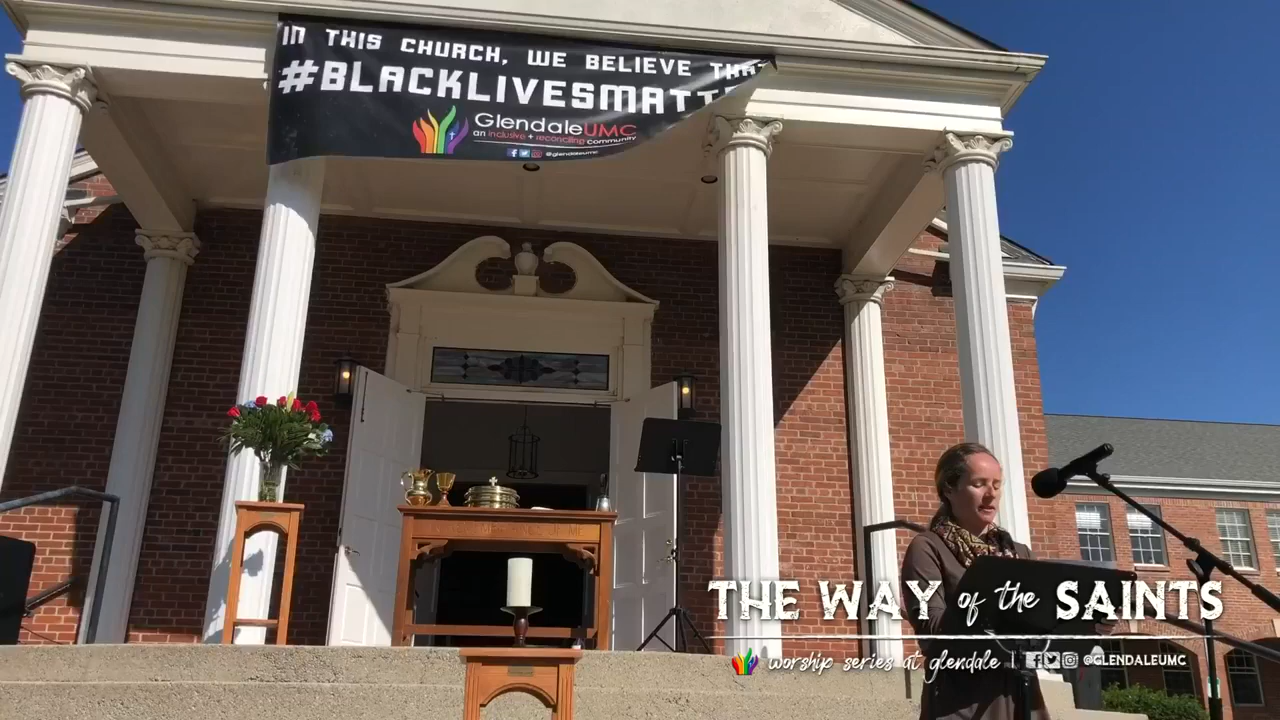 IN THIS CHURCH, WE BELIEVE THAT
#BLACKLIVESMATT
GlendaleUMC
an inclusive + reconciling community
@glendaleumc
THE WAY of the SAINTS
worship series at glendale | @GLENDALEUMC